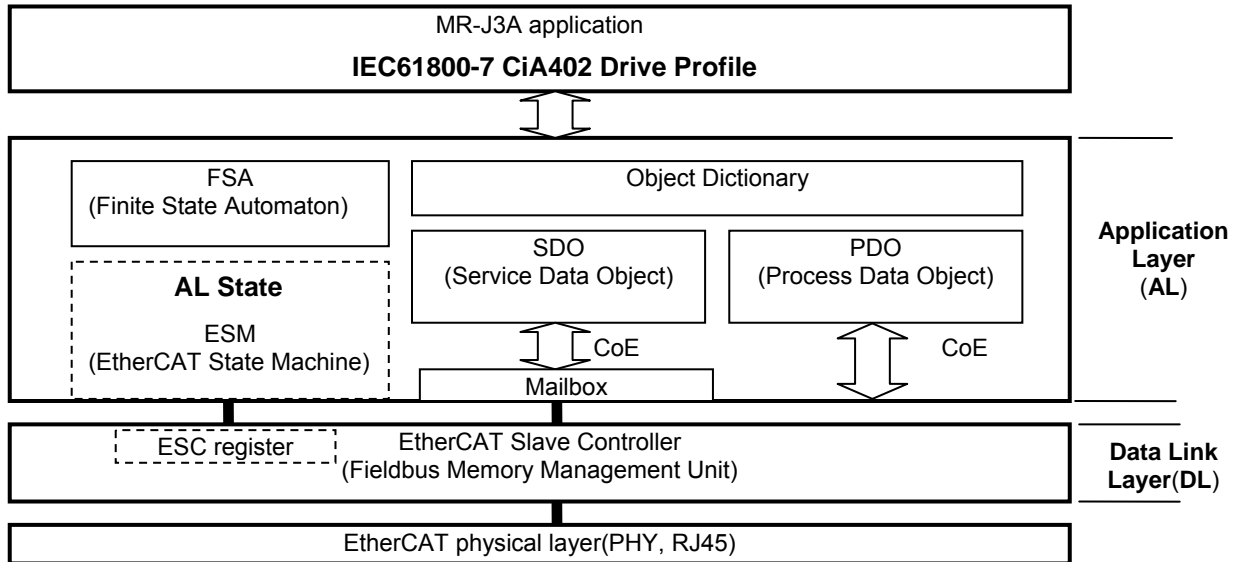 MR-J3A application
IEC61800-7 CiA402 Drive Profile
FSA
(Finite State Automaton)
Object Dictionary
SDO
(Service Data Object)
PDO
(Process Data Object)
AL State
ESM
(EtherCAT State Machine)
CoE
CoE
Mailbox
Application
Layer
(AL)
ESC register
EtherCAT Slave Controller
(Fieldbus Memory Management Unit)
Data Link
Layer(DL)
EtherCAT physical layer(PHY, RJ45)